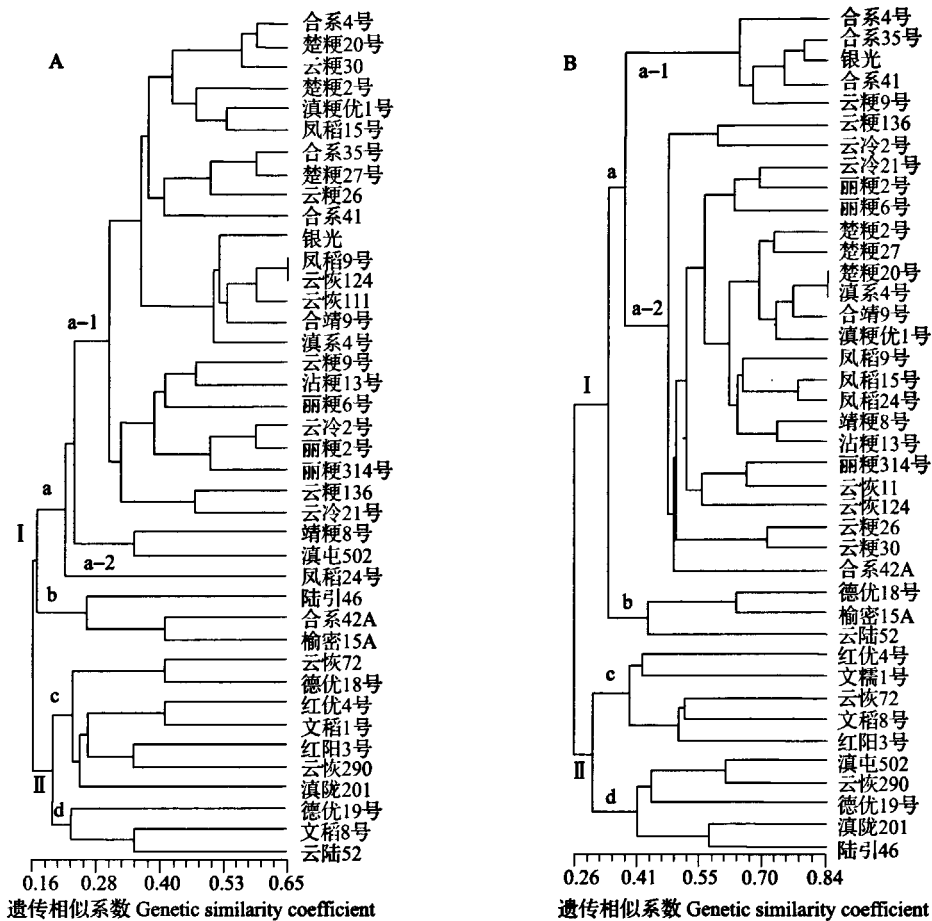 A
合系4号
楚粳20号
云粳30
楚粳2号
滇粳优1号
凤稻15号
合系35号
楚粳27号
云粳26
合系41
银光
凤稻9号
云恢124
云恢111
合靖9号
a-1
滇系4号
云粳9号
沾粳13号
丽粳6号
云冷2号
丽粳2号
丽粳314号
a
云粳136
云冷21号
I
靖粳8号
滇屯502
a-2
凤稻24号
b
陆引46
合系42A
榆密15A
云恢72
c
德优18号
红优4号
文稻1号
红阳3号
II
云恢290
滇陇201
d
德优19号
文稻8号
云陆52
0.16 0.28 0.40 0.53 0.65
遗传相似系数 Genetic similarity coefficient
B
合系4号
合系35号
a-1
银光
合系41
云粳9号
云粳136
云冷2号
a
云冷21号
丽粳2号
丽粳6号
楚粳2号
楚粳27
楚粳20号
滇系4号
a-2
合靖9号
滇粳优1号
凤稻9号
I
凤稻15号
凤稻24号
靖粳8号
沾粳13号
丽粳314号
云恢11
云恢124
云粳26
云粳30
合系42A
德优18号
b
榆密15A
云陆52
红优4号
c
文糯1号
云恢72
文稻8号
红阳3号
II
滇屯502
云恢290
d
德优19号
滇陇201
陆引46
0.26 0.41 0.55 0.70 0.84
遗传相似系数 Genetic similarity coefficient